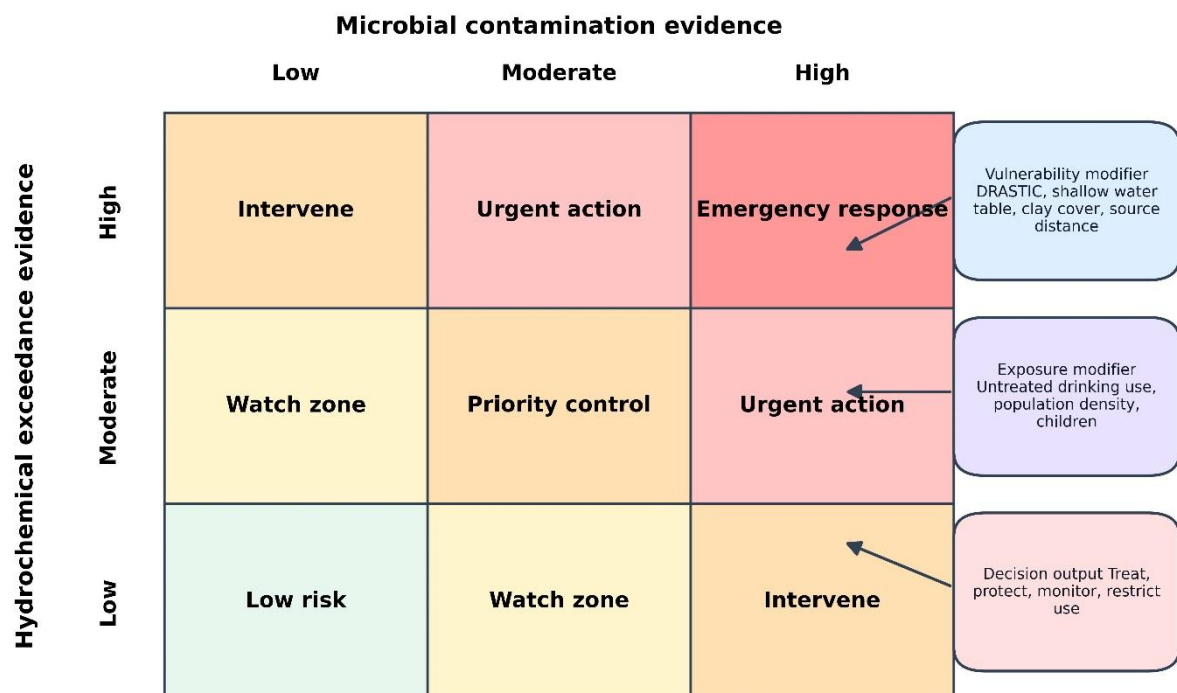 Microbial contamination evidence
Low
Moderate
High
Hydrochemical exceedance evidence
High
Intervene
Urgent action
Emergency response
Vulnerability modifier
DRASTIC, shallow water
table, clay cover, source
distance
Moderate
Watch zone
Priority control
Urgent action
Exposure modifier
Untreated drinking use,
population density,
children
Low
Low risk
Watch zone
Intervene
Decision output Treat,
protect, monitor, restrict
use